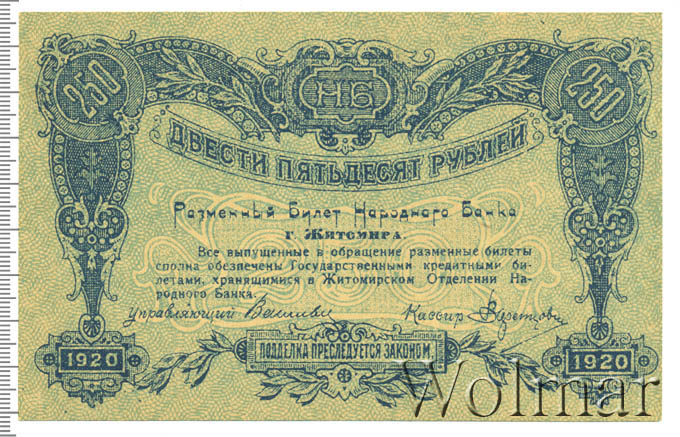 250 НБ 250
ДВЕСТИ ПЯТЬДЕСЯТ РУБЛЕЙ
Разменный Билет Народного Банка
г. Житомира.
Все выпущенные в обращение разменные билеты
сполна обеспечены Государственными кредитными би-
летами, хранящимися в Житомирском Отделении На-
родного Банка.
Управляющий Кассир
1920 ПОДДЕЛКА ПРЕСЛЕДУЕТСЯ ЗАКОНОМ 1920
Wolmar